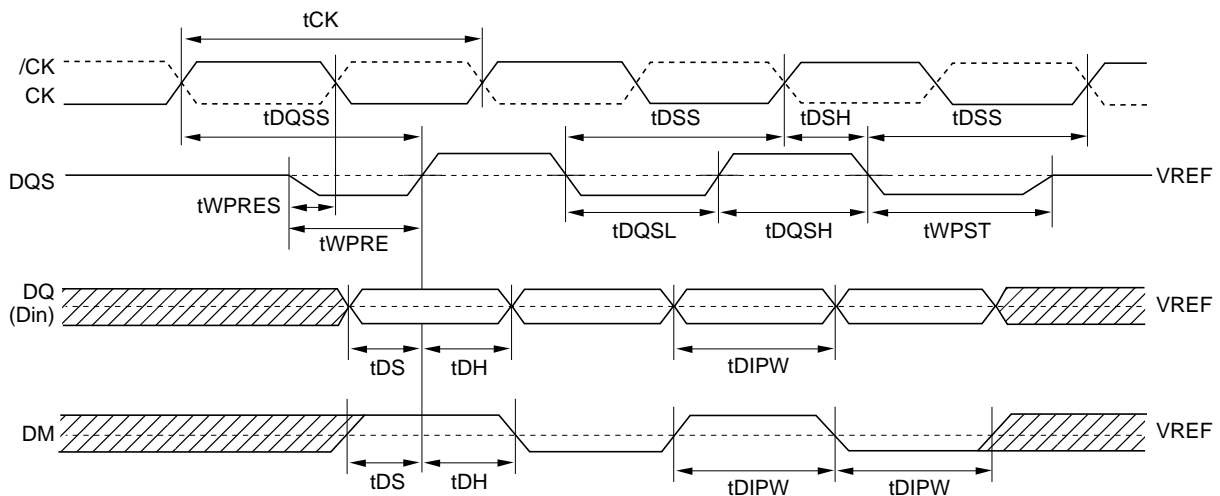 tCK
/CK
CK
tDQSS
tDSS
tDSH
tDSS
DQS
VREF
tWPRES
tDQSL
tDQSH
tWPST
tWPRE
DQ
(Din)
VREF
tDS
tDH
tDIPW
DM
VREF
tDS
tDH
tDIPW
tDIPW